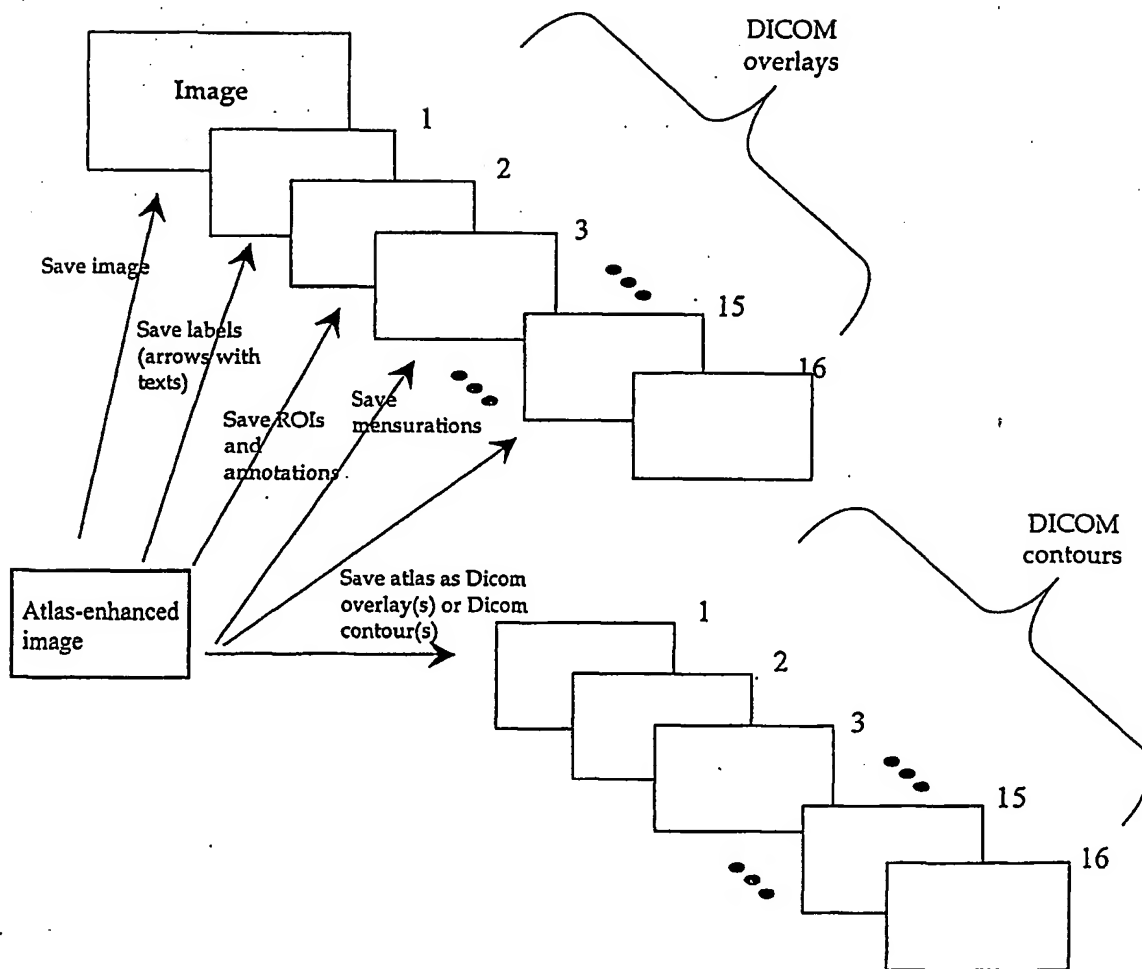 DICOM
overlays
Image
1
2
3
15
16
Save image
Save labels
(arrows with
texts)
Save ROIs
and
annotations
Save
mensurations
Save atlas as Dicom
overlay(s) or Dicom
contour(s)
Atlas-enhanced
image
DICOM
contours
1
2
3
15
16